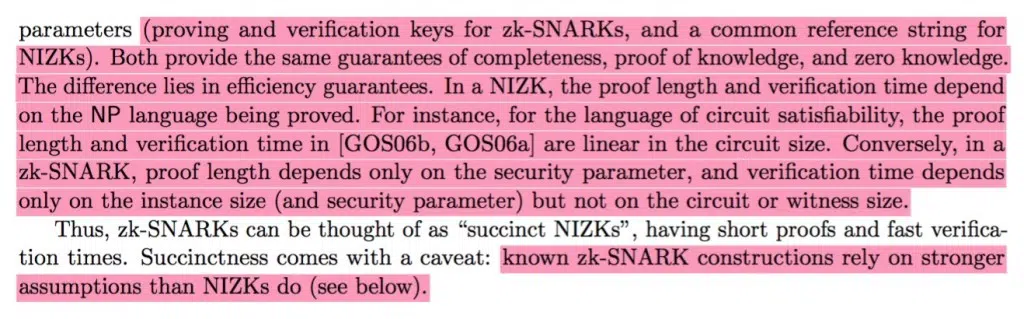 parameters (proving and verification keys for zk-SNARKs, and a common reference string for
NIZKs). Both provide the same guarantees of completeness, proof of knowledge, and zero knowledge.
The difference lies in efficiency guarantees. In a NIZK, the proof length and verification time depend
on the NP language being proved. For instance, for the language of circuit satisfiability, the proof
length and verification time in [GOS06b, GOS06a] are linear in the circuit size. Conversely, in a
zk-SNARK, proof length depends only on the security parameter, and verification time depends
only on the instance size (and security parameter) but not on the circuit or witness size.
Thus, zk-SNARKs can be thought of as “succinct NIZKs”, having short proofs and fast verifica-
tion times. Succinctness comes with a caveat: known zk-SNARK constructions rely on stronger
assumptions than NIZKs do (see below).